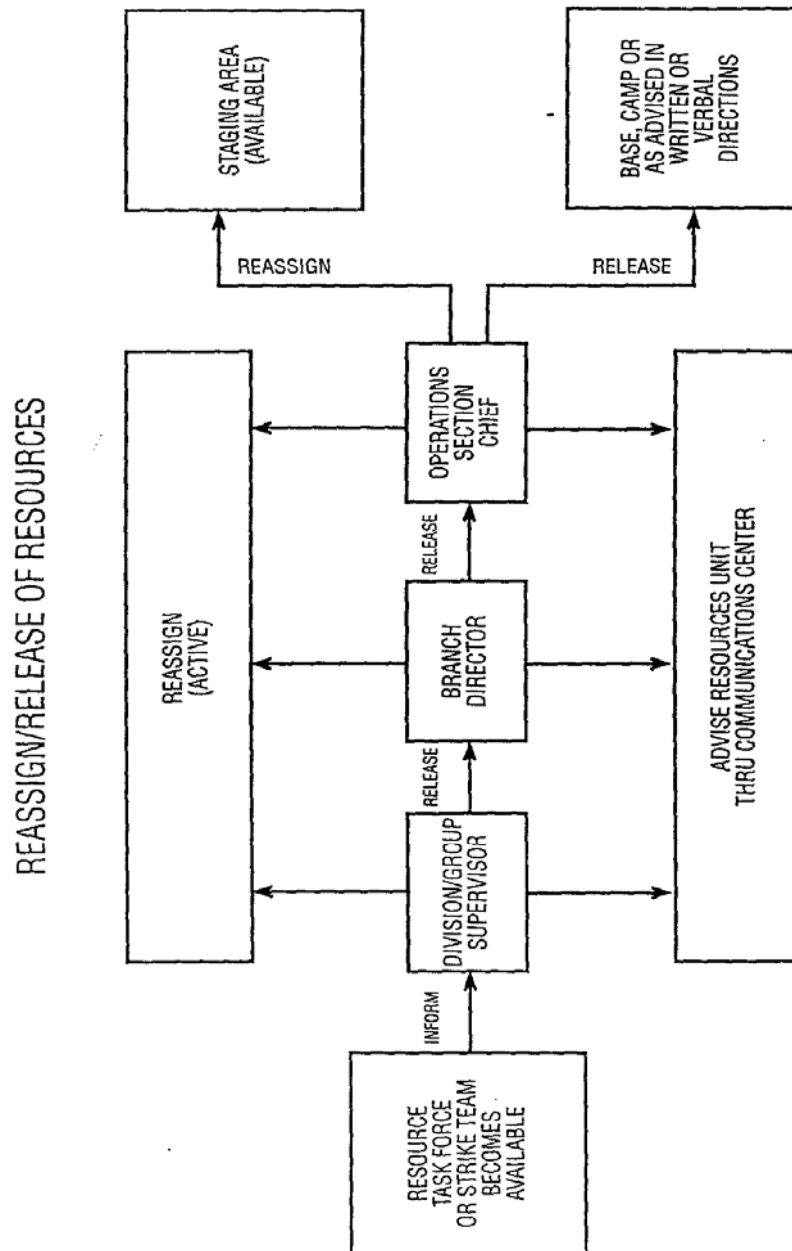 REASSIGN/RELEASE OF RESOURCES
RESOURCE
TASK FORCE
OR STRIKE TEAM
BECOMES
AVAILABLE
INFORM
DIVISION/GROUP
SUPERVISOR
RELEASE
BRANCH
DIRECTOR
RELEASE
OPERATIONS
SECTION
CHIEF
REASSIGN
(ACTIVE)
ADVISE RESOURCES UNIT
THRU COMMUNICATIONS CENTER
REASSIGN
STAGING AREA
(AVAILABLE)
RELEASE
BASE, CAMP OR
AS ADVISED IN
WRITTEN OR
VERBAL
DIRECTIONS